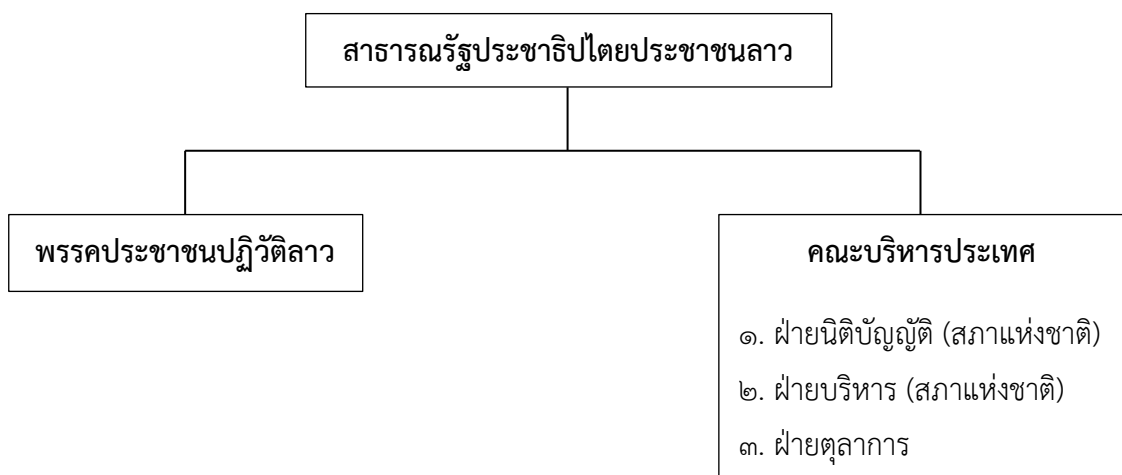 สาธารณรัฐประชาธิปไตยประชาชนลาว
พรรคประชาชนปฏิวัติลาว
คณะบริหารประเทศ
๑. ฝ่ายนิติบัญญัติ (สภาแห่งชาติ)
๒. ฝ่ายบริหาร (สภาแห่งชาติ)
๓. ฝ่ายตุลาการ